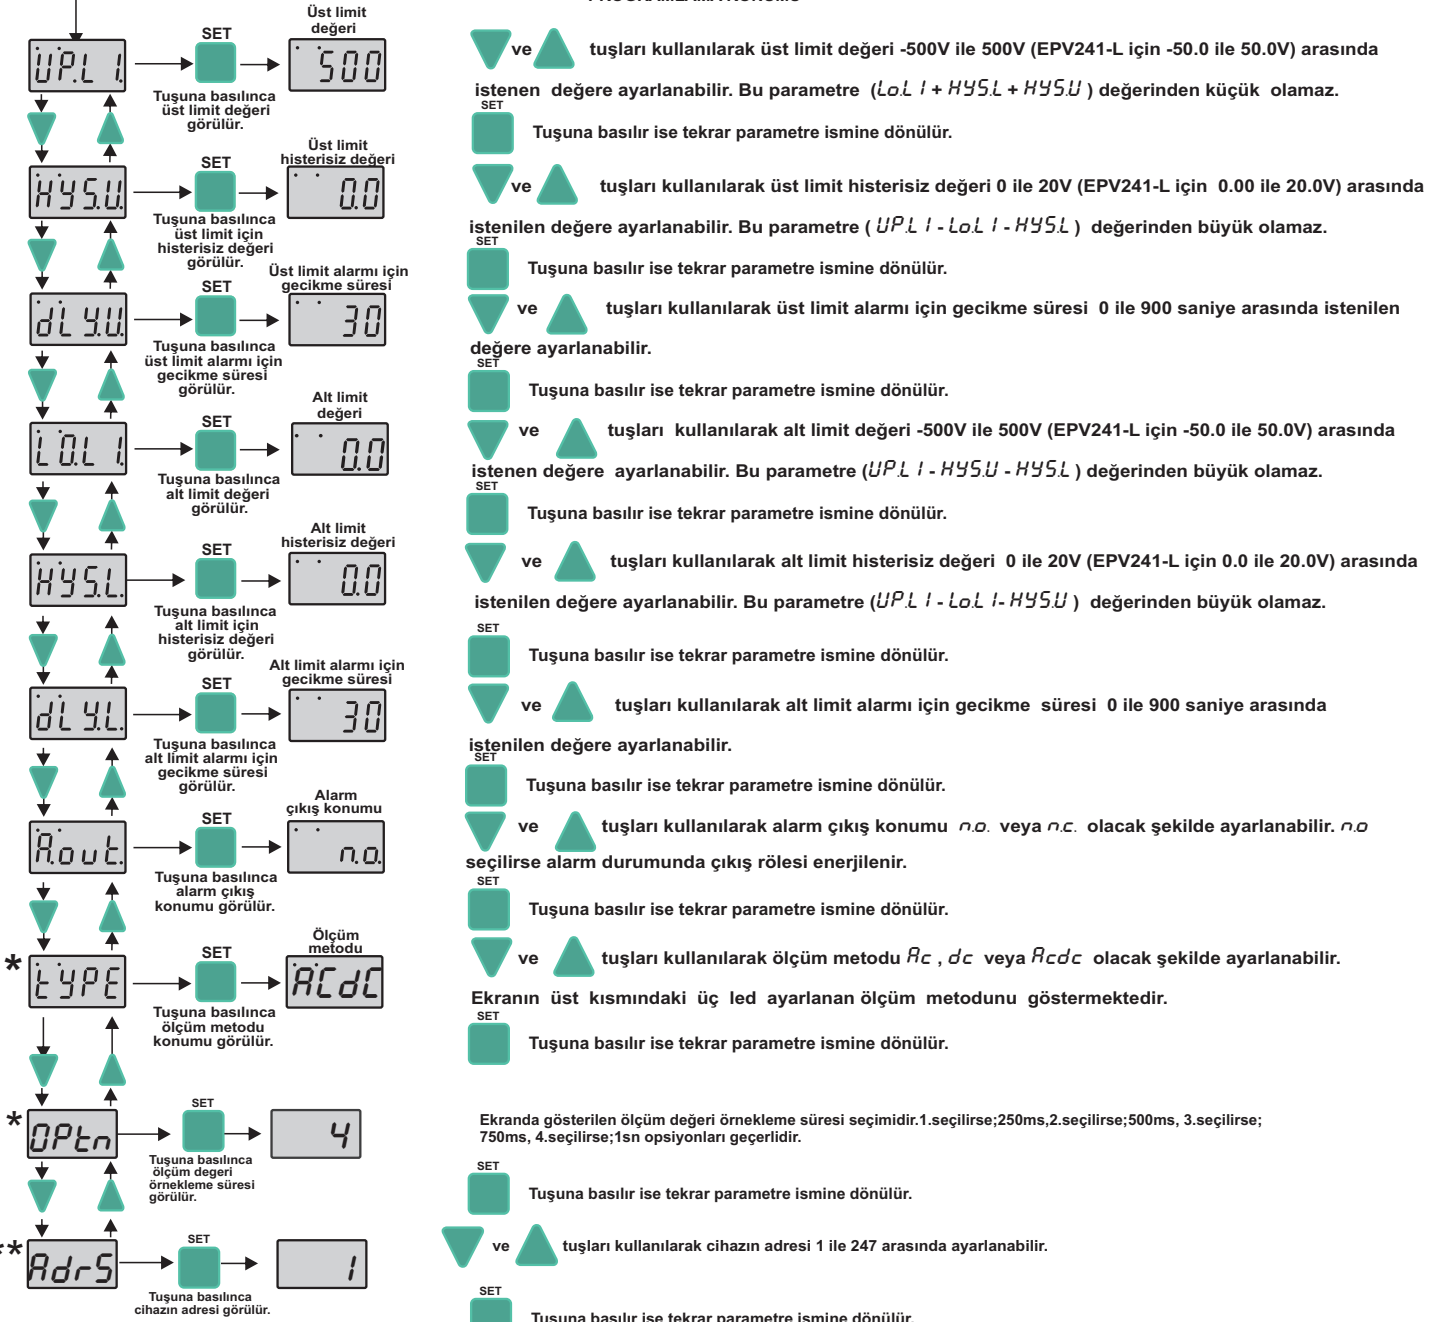 PROGRAMLAMA KONUMU
Üst limit
değeri
SET
UP.L I.
500
Tuşuna basılınca
üst limit değeri
görülür.
ve tuşları kullanılarak üst limit değeri -500V ile 500V (EPV241-L için -50.0 ile 50.0V) arasında
istenen değere ayarlanabilir. Bu parametre (Lo.L I + HYS.L + HYS.U ) değerinden küçük olamaz.
SET
Tuşuna basılır ise tekrar parametre ismine dönülür.
Üst limit
histerisiz değeri
SET
HYS.U.
0.0
Tuşuna basılınca
üst limit için
histerisiz değeri
görülür.
ve tuşları kullanılarak üst limit histerisiz değeri 0 ile 20V (EPV241-L için 0.00 ile 20.0V) arasında
istenilen değere ayarlanabilir. Bu parametre ( UP.L I - Lo.L I - HYS.L ) değerinden büyük olamaz.
SET
Tuşuna basılır ise tekrar parametre ismine dönülür.
Üst limit alarmı için
gecikme süresi
SET
dLY.U.
30
Tuşuna basılınca
üst limit alarmı için
gecikme süresi
görülür.
ve tuşları kullanılarak üst limit alarmı için gecikme süresi 0 ile 900 saniye arasında istenilen
değere ayarlanabilir.
SET
Tuşuna basılır ise tekrar parametre ismine dönülür.
Alt limit
değeri
SET
LO.L I.
0.0
Tuşuna basılınca
alt limit değeri
görülür.
ve tuşları kullanılarak alt limit değeri -500V ile 500V (EPV241-L için -50.0 ile 50.0V) arasında
istenen değere ayarlanabilir. Bu parametre (UP.L I - HYS.U - HYS.L ) değerinden büyük olamaz.
SET
Tuşuna basılır ise tekrar parametre ismine dönülür.
Alt limit
histerisiz değeri
SET
HYS.L.
0.0
Tuşuna basılınca
alt limit için
histerisiz değeri
görülür.
ve tuşları kullanılarak alt limit histerisiz değeri 0 ile 20V (EPV241-L için 0.0 ile 20.0V) arasında
istenilen değere ayarlanabilir. Bu parametre (UP.L I - Lo.L I- HYS.U ) değerinden büyük olamaz.
SET
Tuşuna basılır ise tekrar parametre ismine dönülür.
Alt limit alarmı için
gecikme süresi
SET
dLY.L.
30
Tuşuna basılınca
alt limit alarmı için
gecikme süresi
görülür.
ve tuşları kullanılarak alt limit alarmı için gecikme süresi 0 ile 900 saniye arasında
istenilen değere ayarlanabilir.
SET
Tuşuna basılır ise tekrar parametre ismine dönülür.
Alarm
çıkış konumu
SET
A.out.
n.o.
Tuşuna basılınca
alarm çıkış
konumu görülür.
ve tuşları kullanılarak alarm çıkış konumu n.o. veya n.c. olacak şekilde ayarlanabilir. n.o
seçilirse alarm durumunda çıkış rölesi enerjilenir.
SET
Tuşuna basılır ise tekrar parametre ismine dönülür.
Ölçüm
metodu
SET
* tYPE
ACdC
Tuşuna basılınca
ölçüm metodu
konumu görülür.
ve tuşları kullanılarak ölçüm metodu Ac , dc veya Acdc olacak şekilde ayarlanabilir.
Ekranın üst kısmındaki üç led ayarlanan ölçüm metodunu göstermektedir.
SET
Tuşuna basılır ise tekrar parametre ismine dönülür.
SET
* OPtn
4
Tuşuna basılınca
ölçüm degeri
örnekleme süresi
görülür.
Ekranda gösterilen ölçüm değeri örnekleme süresi seçimidir.1.seçilirse;250ms,2.seçilirse;500ms, 3.seçilirse;
750ms, 4.seçilirse;1sn opsiyonları geçerlidir.
SET
Tuşuna basılır ise tekrar parametre ismine dönülür.
SET
** AdrS
1
Tuşuna basılınca
cihazın adresi görülür.
ve tuşları kullanılarak cihazın adresi 1 ile 247 arasında ayarlanabilir.
SET
Tuşuna basılır ise tekrar parametre ismine dönülür.